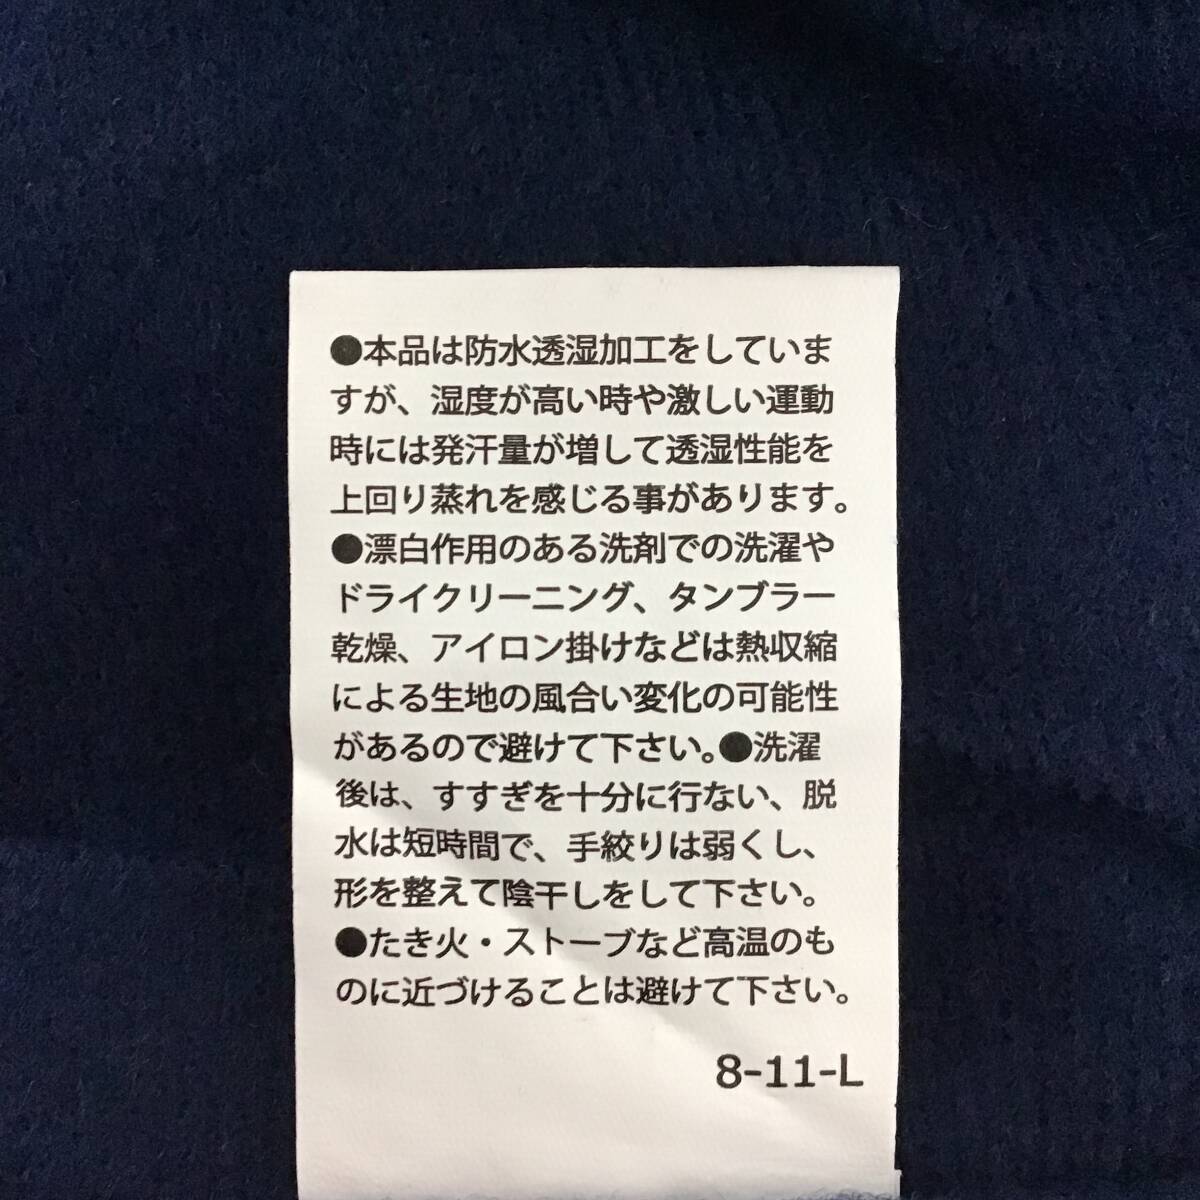 ●本品は防水透湿加工をしていま
すが、湿度が高い時や激しい運動
時には発汗量が増して透湿性能を
上回り蒸れを感じる事があります。
●漂白作用のある洗剤での洗濯や
ドライクリーニング、タンブラー
乾燥、アイロン掛けなどは熱収縮
による生地の風合い変化の可能性
があるので避けて下さい。●洗濯
後は、すすぎを十分に行ない、脱
水は短時間で、手絞りは弱くし、
形を整えて陰干しをして下さい。
●たき火・ストーブなど高温のも
のに近づけることは避けて下さい。
8-11-L